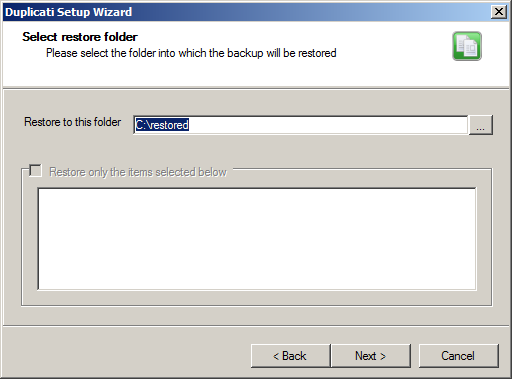 Duplicati Setup Wizard
Select restore folder
Please select the folder into which the backup will be restored
Restore to this folder
C:\restored
...
Restore only the items selected below
< Back
Next >
Cancel